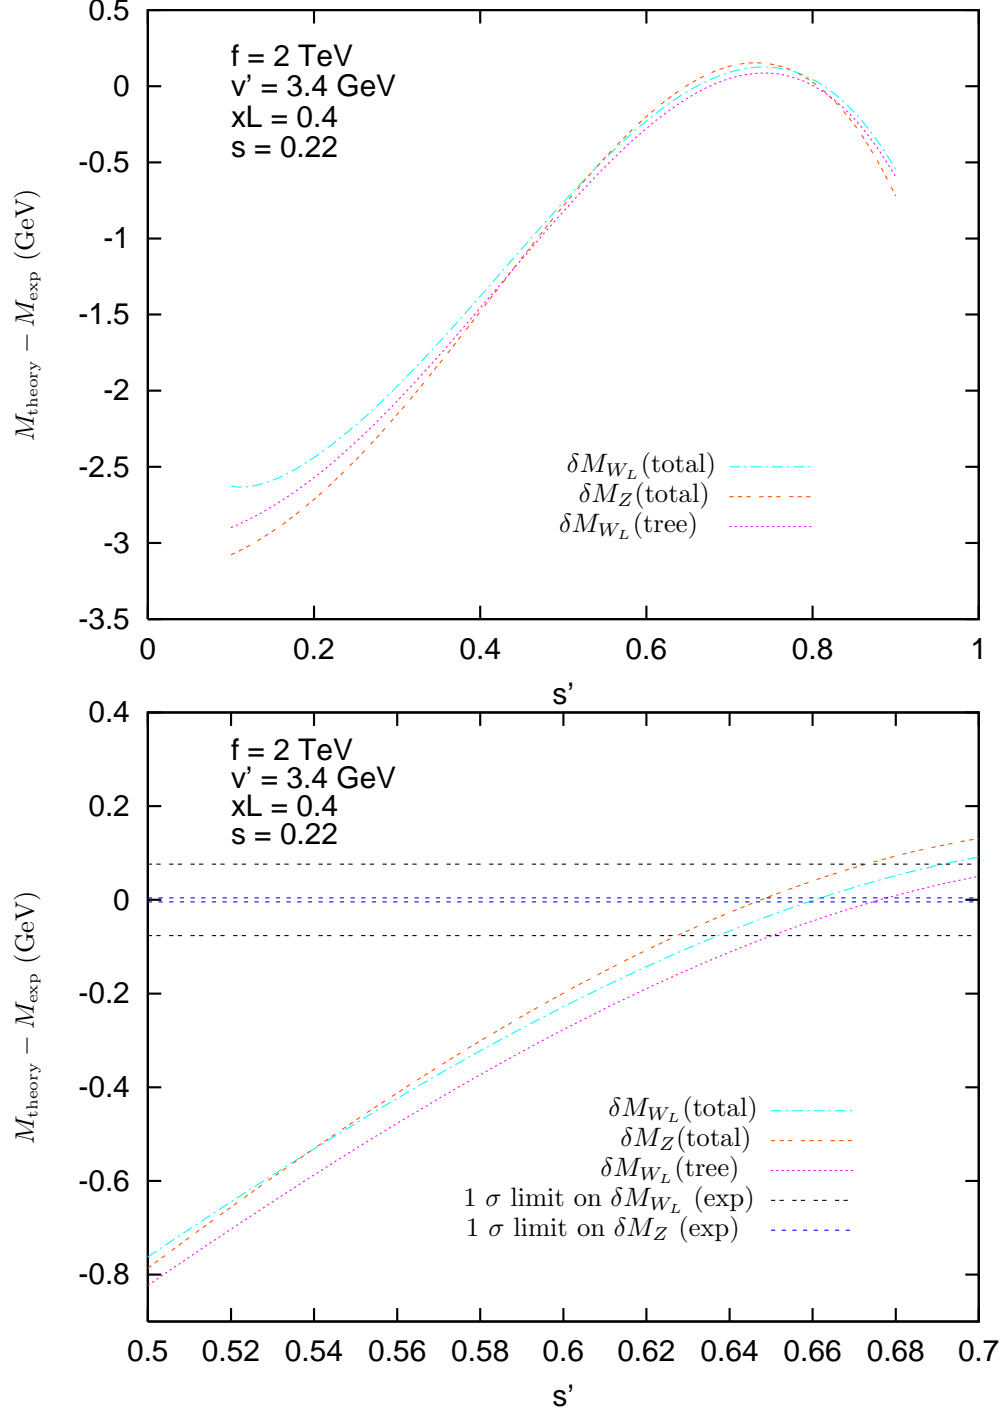 0.5
0
-0.5
-1
-1.5
-2
-2.5
-3
-3.5
M_theory − M_exp (GeV)
f = 2 TeV
v' = 3.4 GeV
xL = 0.4
s = 0.22
δM_{W_L}(total)
δM_Z(total)
δM_{W_L}(tree)
0 0.2 0.4 0.6 0.8 1
s'
0.4
0.2
0
-0.2
-0.4
-0.6
-0.8
M_theory − M_exp (GeV)
f = 2 TeV
v' = 3.4 GeV
xL = 0.4
s = 0.22
δM_{W_L}(total)
δM_Z(total)
δM_{W_L}(tree)
1 σ limit on δM_{W_L} (exp)
1 σ limit on δM_Z (exp)
0.5 0.52 0.54 0.56 0.58 0.6 0.62 0.64 0.66 0.68 0.7
s'